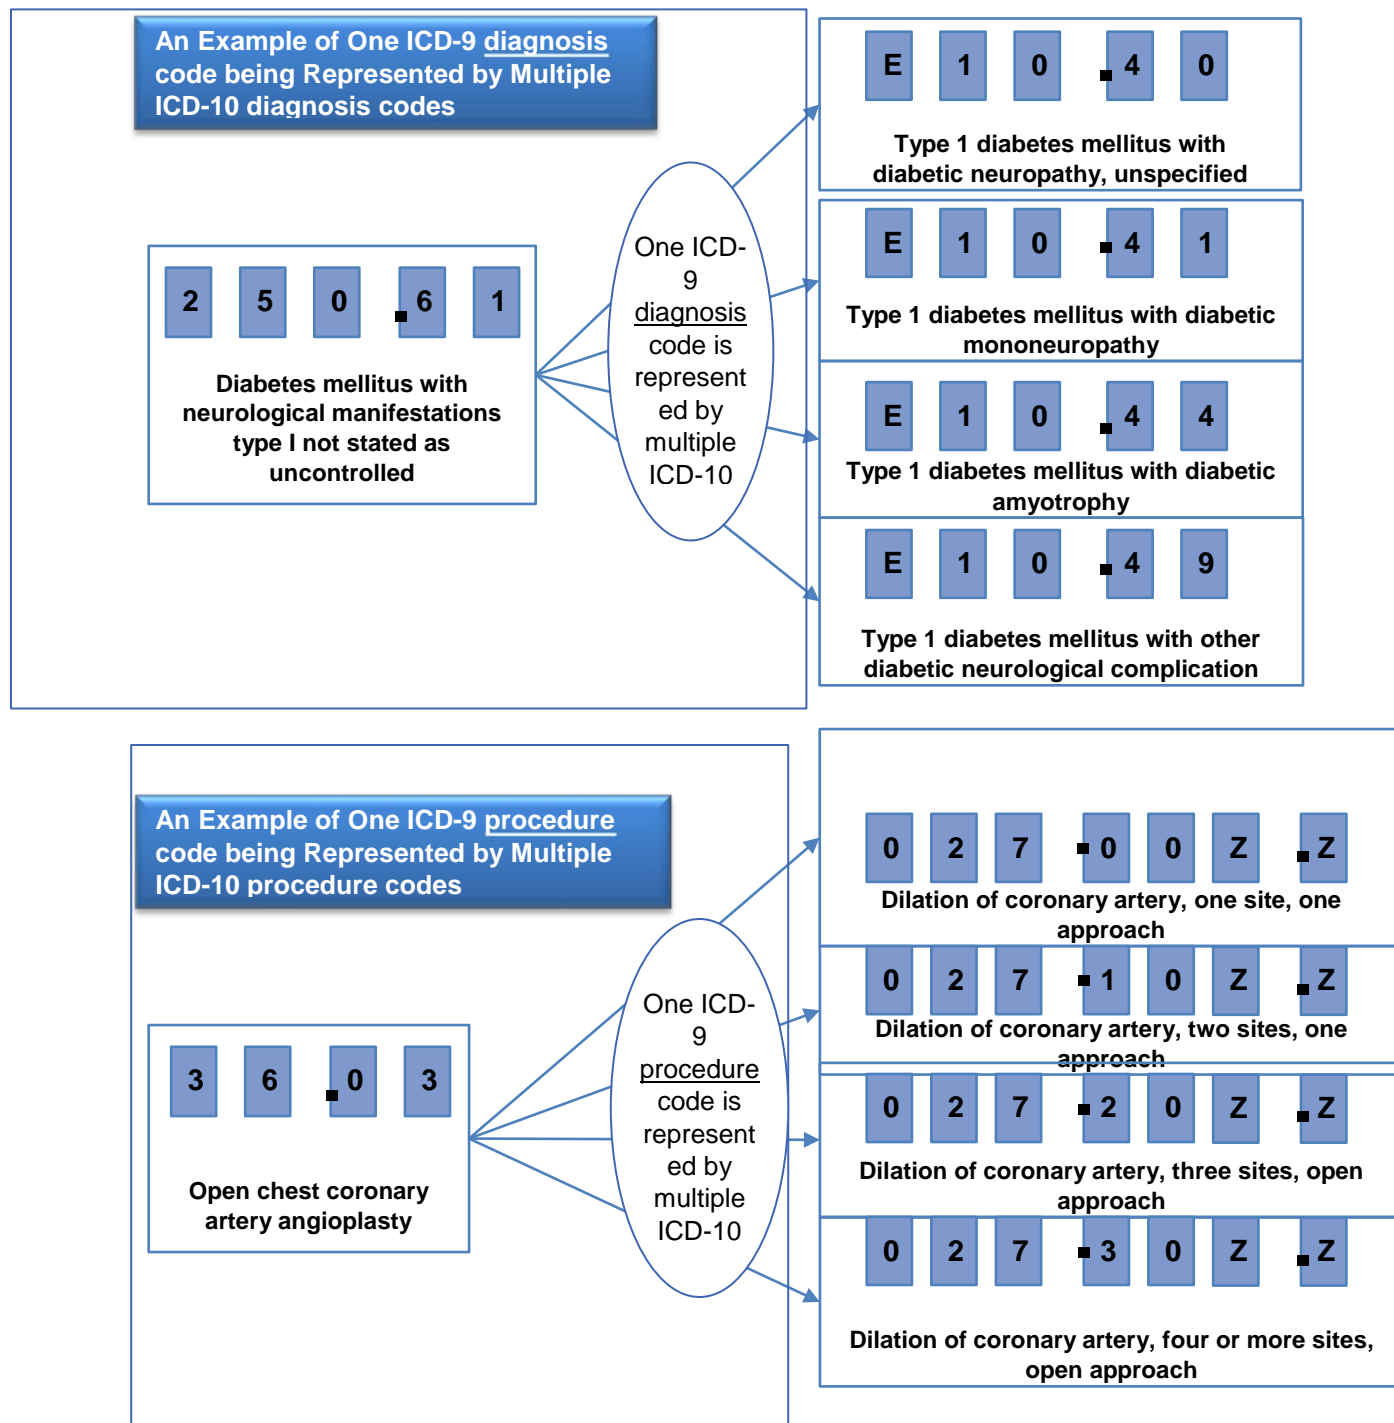 An Example of One ICD-9 diagnosis
code being Represented by Multiple
ICD-10 diagnosis codes
2 5 0 .6 1
Diabetes mellitus with
neurological manifestations
type I not stated as
uncontrolled
One ICD-
9
diagnosis
code is
represent
ed by
multiple
ICD-10
E 1 0 .4 0
Type 1 diabetes mellitus with
diabetic neuropathy, unspecified
E 1 0 .4 1
Type 1 diabetes mellitus with diabetic
mononeuropathy
E 1 0 .4 4
Type 1 diabetes mellitus with diabetic
amyotrophy
E 1 0 .4 9
Type 1 diabetes mellitus with other
diabetic neurological complication
An Example of One ICD-9 procedure
code being Represented by Multiple
ICD-10 procedure codes
3 6 .0 3
Open chest coronary
artery angioplasty
One ICD-
9
procedure
code is
represent
ed by
multiple
ICD-10
0 2 7 .0 0 Z .Z
Dilation of coronary artery, one site, one
approach
0 2 7 .1 0 Z .Z
Dilation of coronary artery, two sites, one
approach
0 2 7 .2 0 Z .Z
Dilation of coronary artery, three sites, open
approach
0 2 7 .3 0 Z .Z
Dilation of coronary artery, four or more sites,
open approach